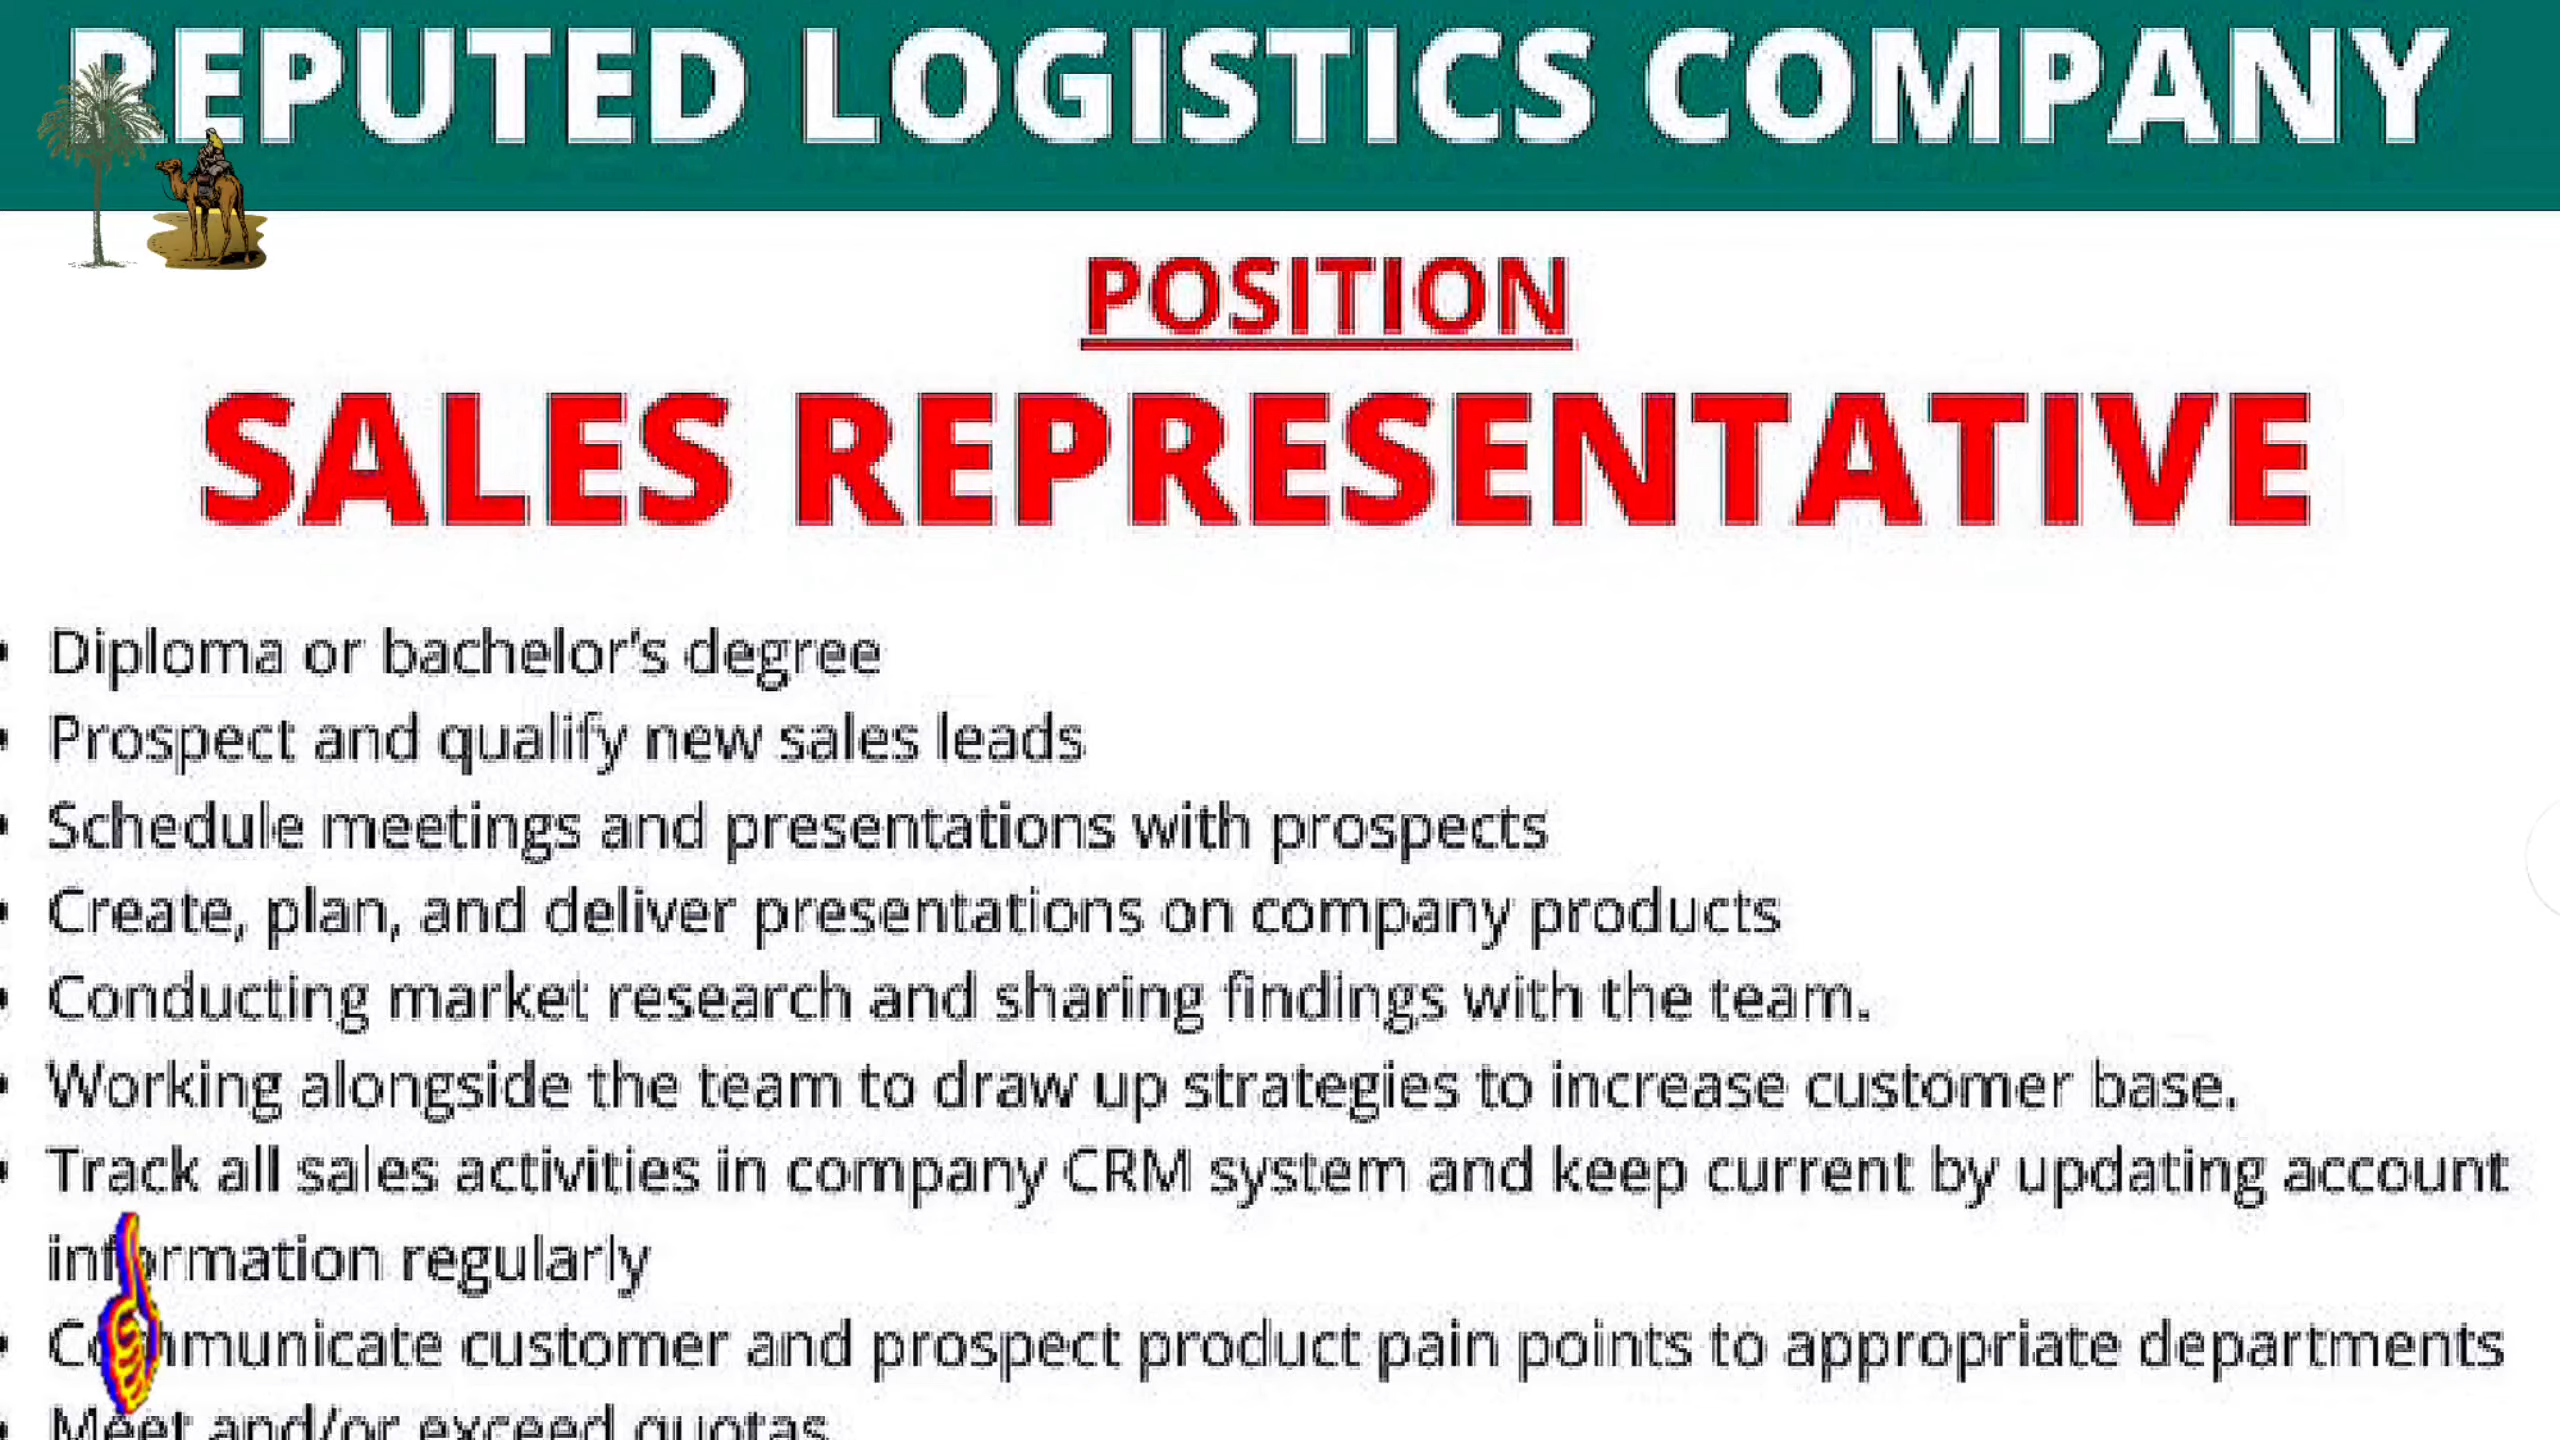 REPUTED LOGISTICS COMPANY
POSITION
SALES REPRESENTATIVE
• Diploma or bachelor's degree
• Prospect and qualify new sales leads
• Schedule meetings and presentations with prospects
• Create, plan, and deliver presentations on company products
• Conducting market research and sharing findings with the team.
• Working alongside the team to draw up strategies to increase customer base.
• Track all sales activities in company CRM system and keep current by updating account
information regularly
• Communicate customer and prospect product pain points to appropriate departments
• Meet and/or exceed quotas